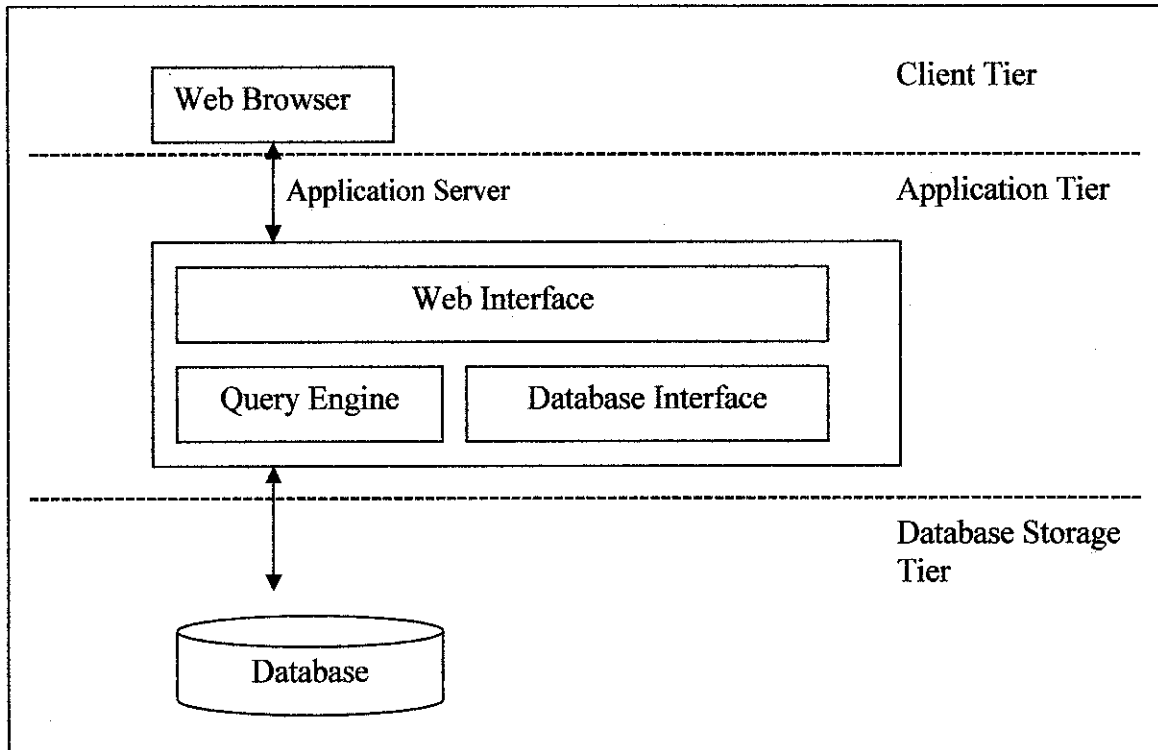 Client Tier
Web Browser
Application Server
Application Tier
Web Interface
Query Engine
Database Interface
Database Storage
Tier
Database